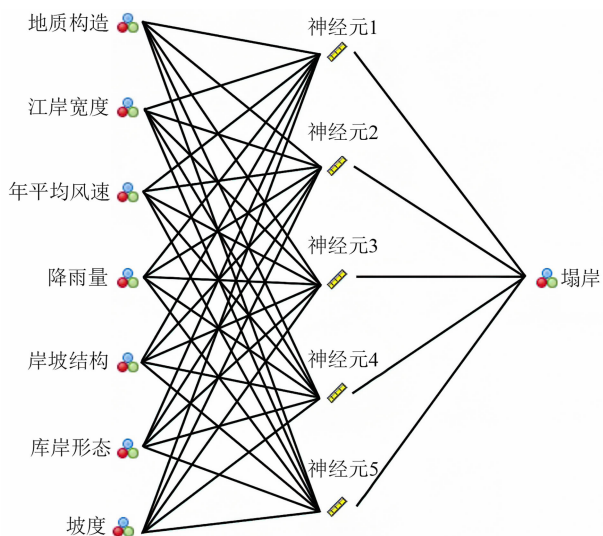 地质构造
江岸宽度
年平均风速
降雨量
岸坡结构
库岸形态
坡度
神经元1
神经元2
神经元3
神经元4
神经元5
塌岸